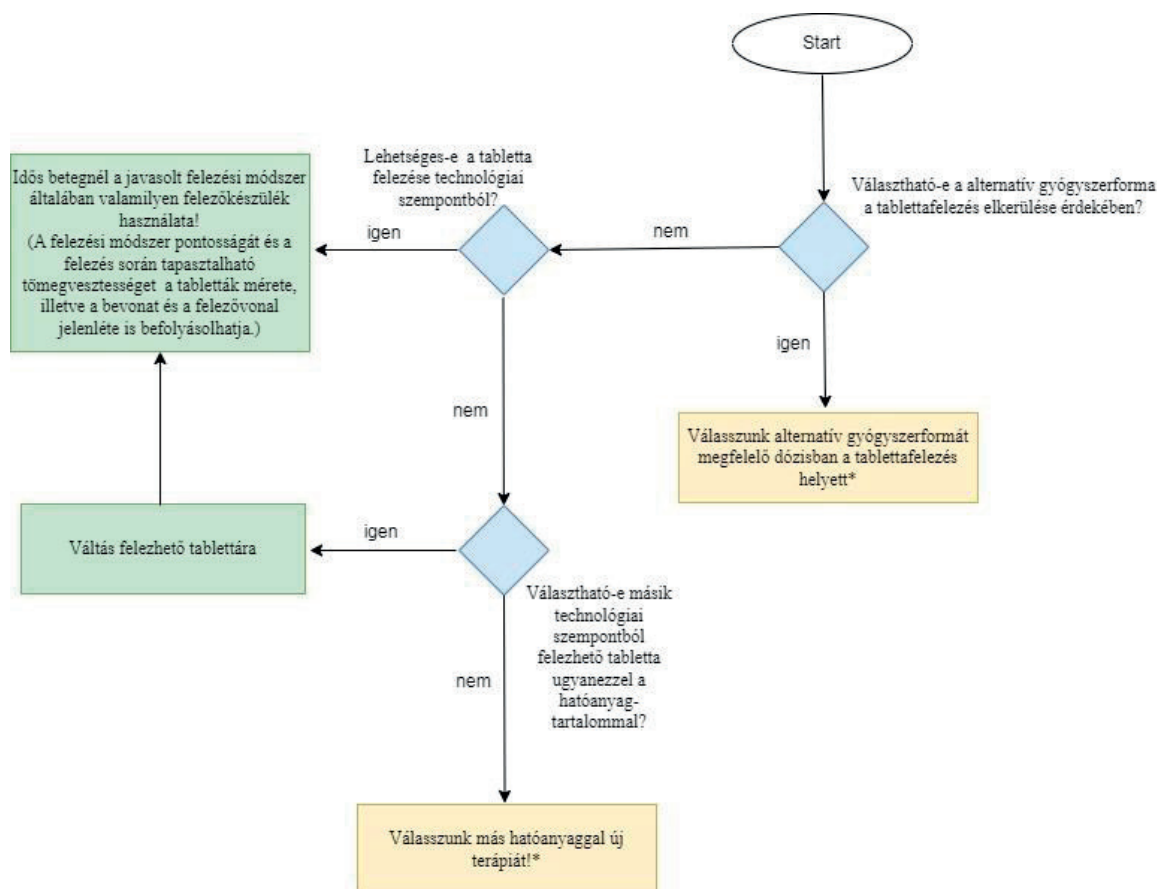 Start
Választható-e a alternatív gyógyszerforma
a tablettafelezés elkerülése érdekében?
nem
igen
Válasszunk alternatív gyógyszerformát
megfelelő dózisban a tablettafelezés
helyett*
Lehetséges-e a tabletta
felezése technológiai
szempontból?
igen
Idős betegnél a javasolt felezési módszer
általában valamilyen felezőkészülék
használata!
(A felezési módszer pontosságát és a
felezés során tapasztalható
tömegvesztességet a tabletták mérete,
illetve a bevonat és a felezővonal
jelenléte is befolyásolhatja.)
nem
igen
Váltás felezhető tablettára
Választható-e másik
technológiai
szempontból
felezhető tabletta
ugyanezzel a
hatóanyag-
tartalommal?
nem
Válasszunk más hatóanyaggal új
terápiát!*